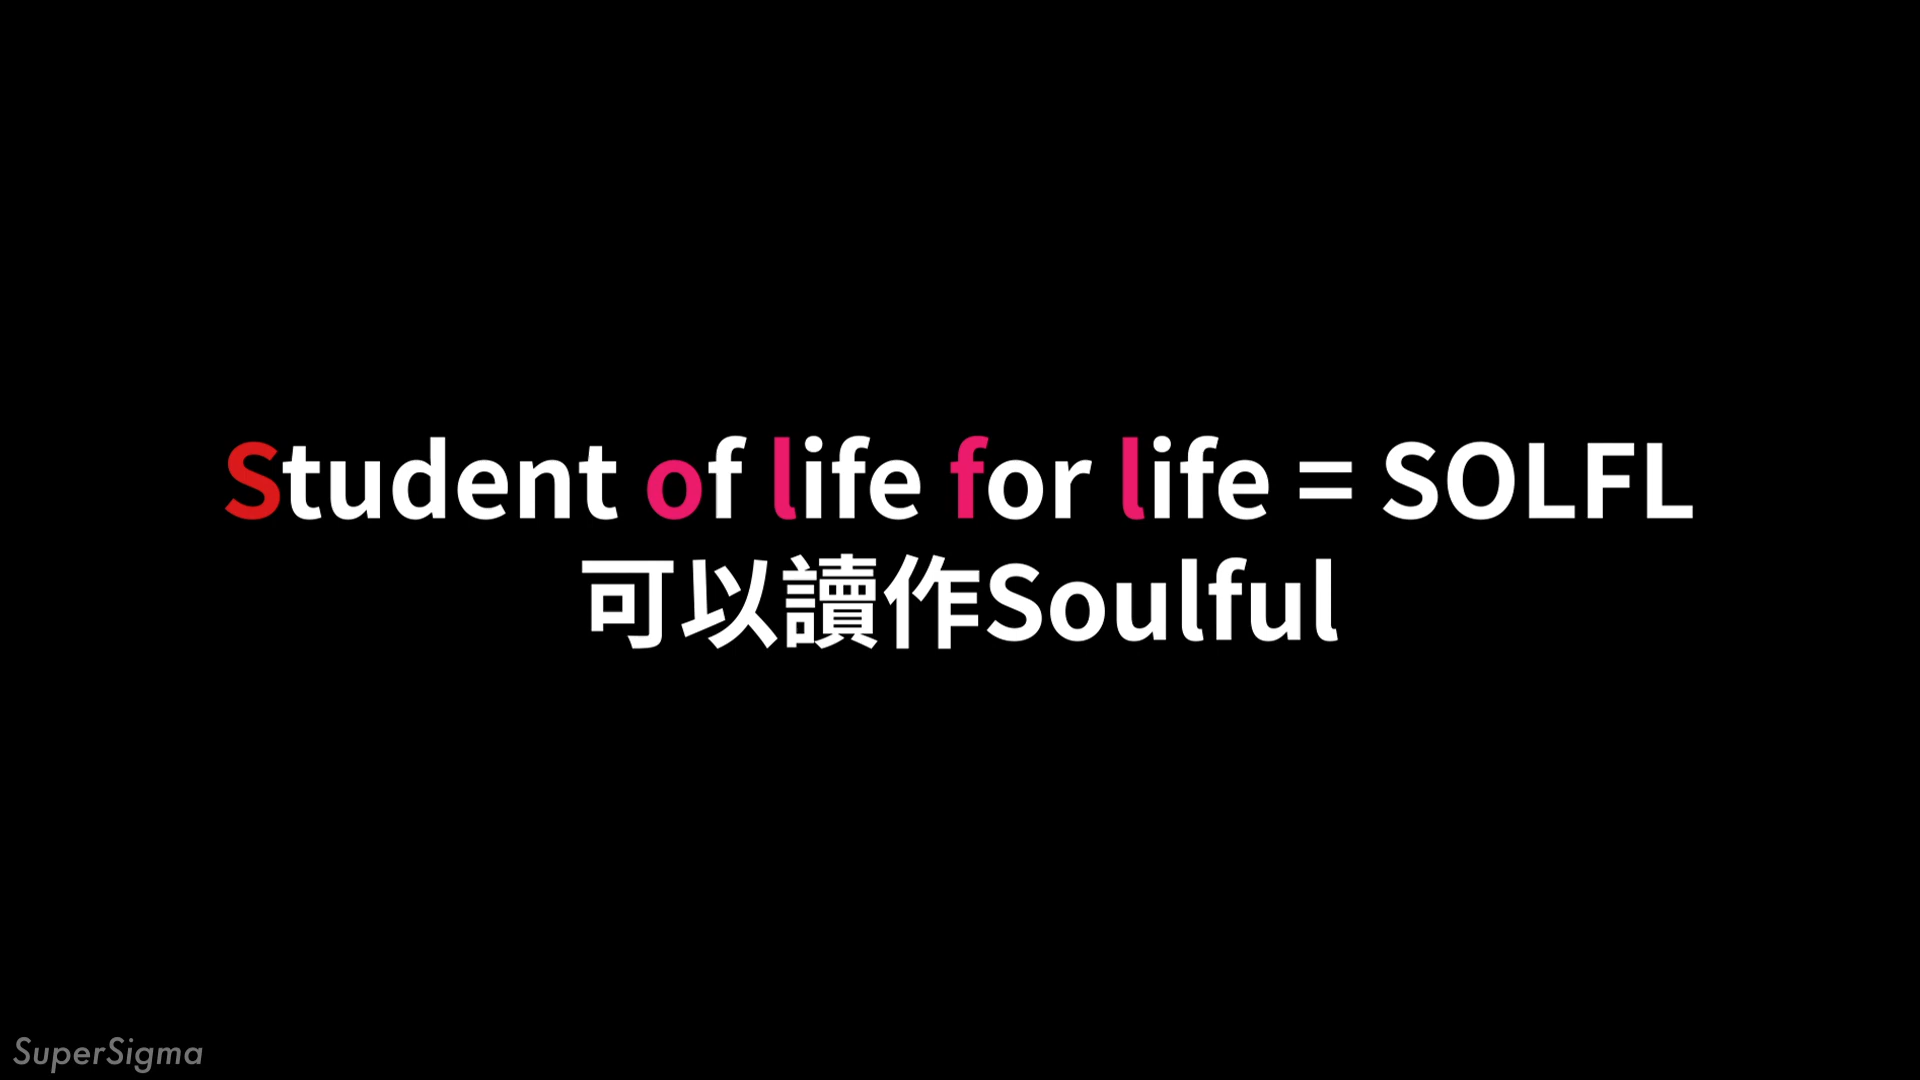 Student of life for life = SOLFL
可以讀作Soulful
SuperSigma